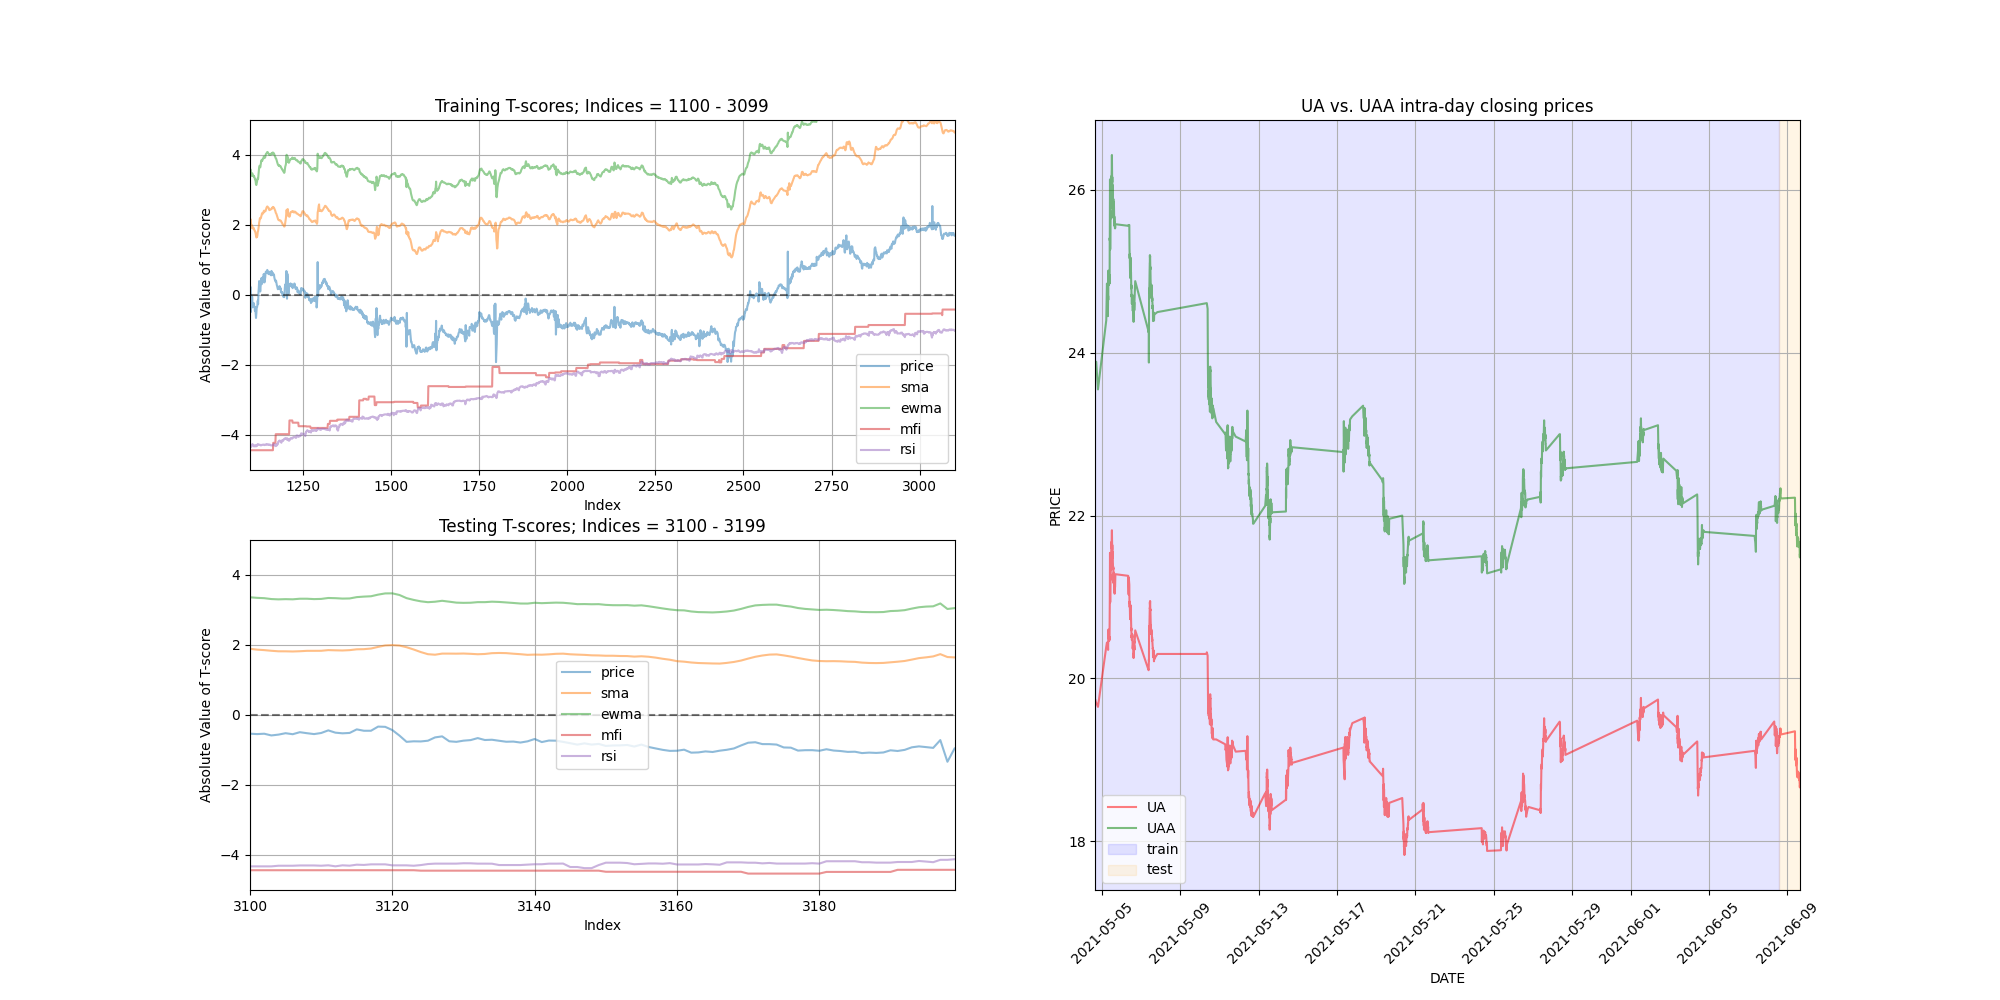 Training T-scores; Indices = 1100 - 3099
Absolute Value of T-score
4
2
0
−2
−4
price
sma
ewma
mfi
rsi
1250 1500 1750 2000 2250 2500 2750 3000
Index
Testing T-scores; Indices = 3100 - 3199
Absolute Value of T-score
4
2
0
−2
−4
price
sma
ewma
mfi
rsi
3100 3120 3140 3160 3180
Index
UA vs. UAA intra-day closing prices
PRICE
26
24
22
20
18
UA
UAA
train
test
2021-05-05 2021-05-09 2021-05-13 2021-05-17 2021-05-21 2021-05-25 2021-05-29 2021-06-01 2021-06-05 2021-06-09
DATE